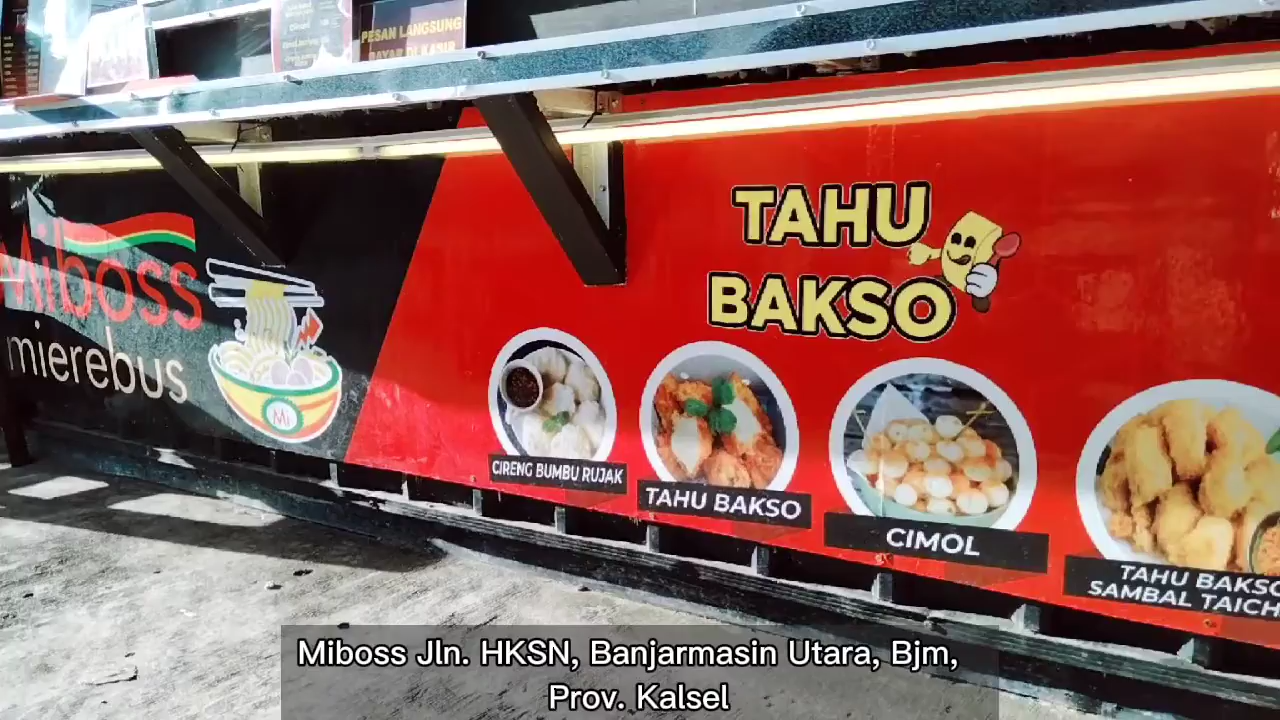 PESAN LANGSUNG
BAYAR DI KASIR
Miboss
mierebus
Mi
TAHU
BAKSO
CIRENG BUMBU RUJAK
TAHU BAKSO
CIMOL
TAHU BAKSO
SAMBAL TAICH
Miboss Jln. HKSN, Banjarmasin Utara, Bjm,
Prov. Kalsel